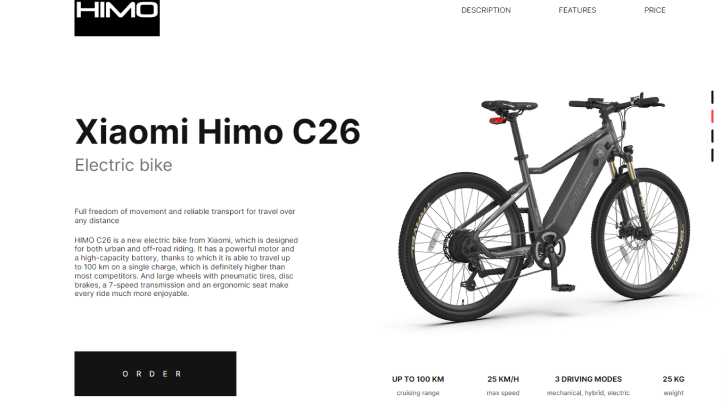 HIMO
DESCRIPTION FEATURES PRICE
Xiaomi Himo C26
Electric bike
Full freedom of movement and reliable transport for travel over
any distance
HIMO C26 is a new electric bike from Xiaomi, which is designed
for both urban and off-road riding. It has a powerful motor and
a high-capacity battery, thanks to which it is able to travel up
to 100 km on a single charge, which is definitely higher than
most competitors. And large wheels with pneumatic tires, disc
brakes, a 7-speed transmission and an ergonomic seat make
every ride much more enjoyable.
ORDER
UP TO 100 KM 25 KM/H 3 DRIVING MODES 25 KG
cruising range max speed mechanical, hybrid, electric weight